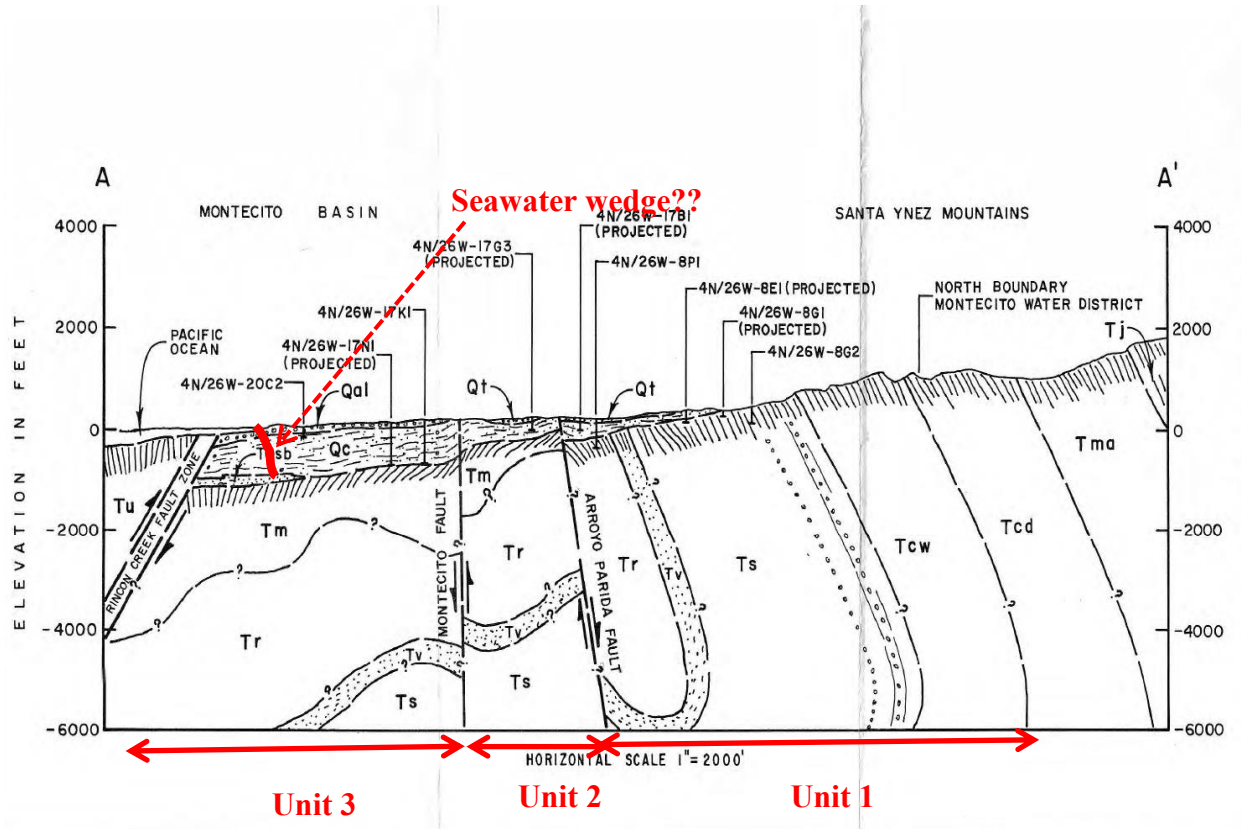 A
A'
Seawater wedge??
MONTECITO BASIN
SANTA YNEZ MOUNTAINS
4N/26W-17B1
(PROJECTED)
4N/26W-17G3
(PROJECTED)
4N/26W-8P1
4N/26W-8E1 (PROJECTED)
4N/26W-8G1
(PROJECTED)
4N/26W-8G2
NORTH BOUNDARY
MONTECITO WATER DISTRICT
4N/26W-17K1
4N/26W-17N1
(PROJECTED)
4N/26W-20C2
PACIFIC
OCEAN
ELEVATION IN FEET
4000
2000
0
-2000
-4000
-6000
4000
2000
0
-2000
-4000
-6000
Tj
Qal
Qt
Qt
Qc
Tu
Tm
Tm
Tma
Tr
Tr
Tr
Tv
Tv
Tv
Ts
Ts
Ts
Tcw
Tcd
RINCON CREEK FAULT ZONE
MONTECITO FAULT
ARROYO PARIDA FAULT
? ? ? ? ? ? ? ? ? ? ? ?
HORIZONTAL SCALE 1"=2000'
Unit 3
Unit 2
Unit 1